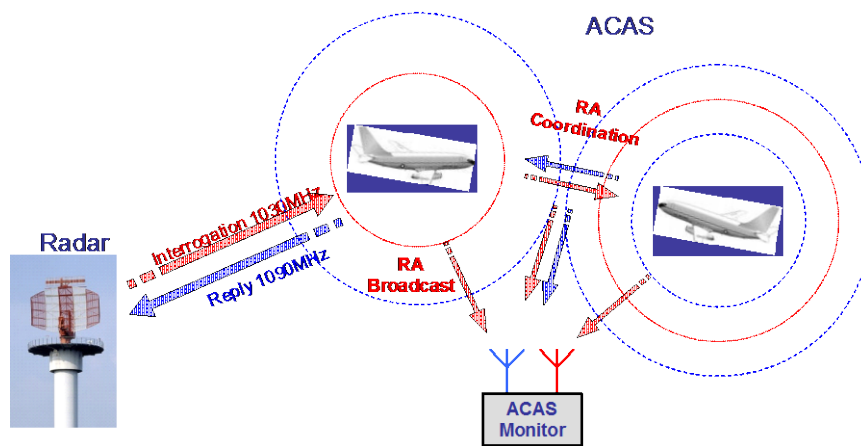 ACAS
RA
Coordination
Interrogation 1030MHz
Radar
Reply 1090MHz
RA
Broadcast
ACAS
Monitor